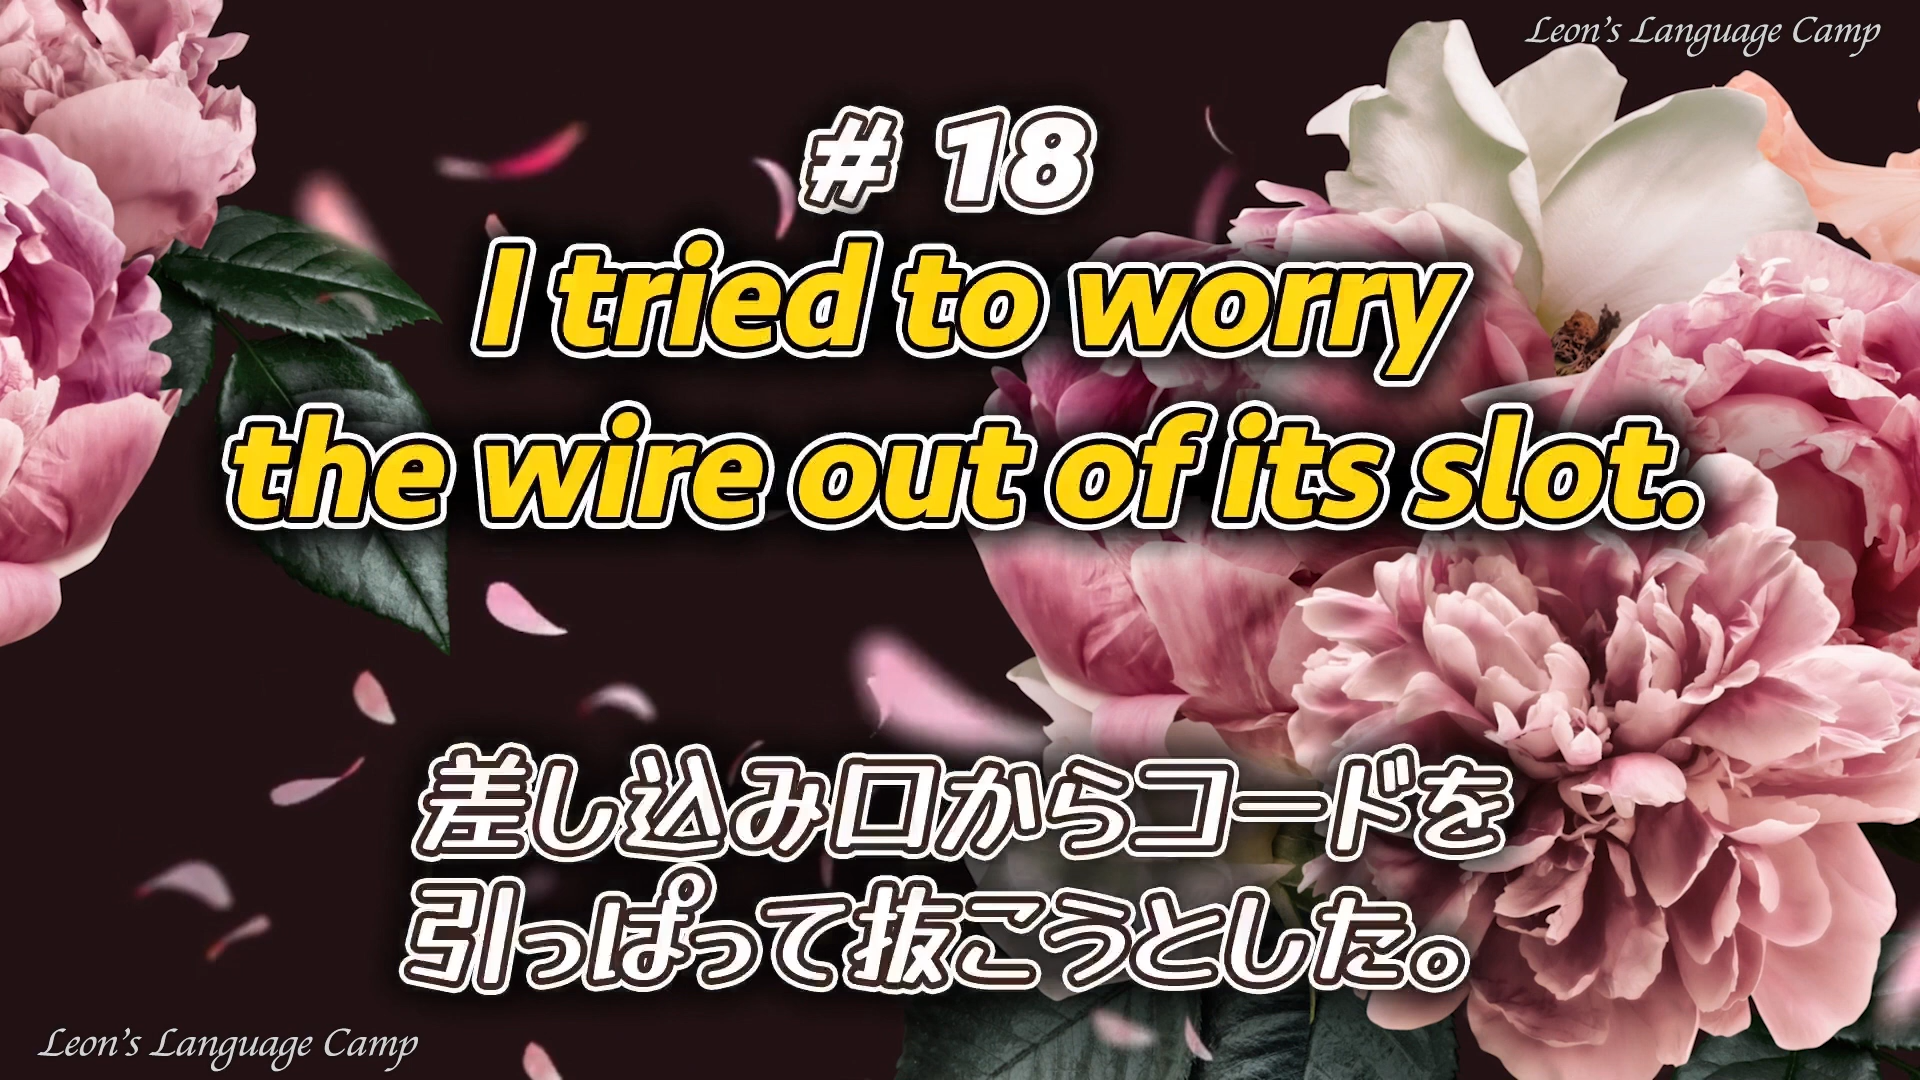 Leon's Language Camp
# 18
I tried to worry
the wire out of its slot.
差し込み口からコードを
引っぱって抜こうとした。
Leon's Language Camp